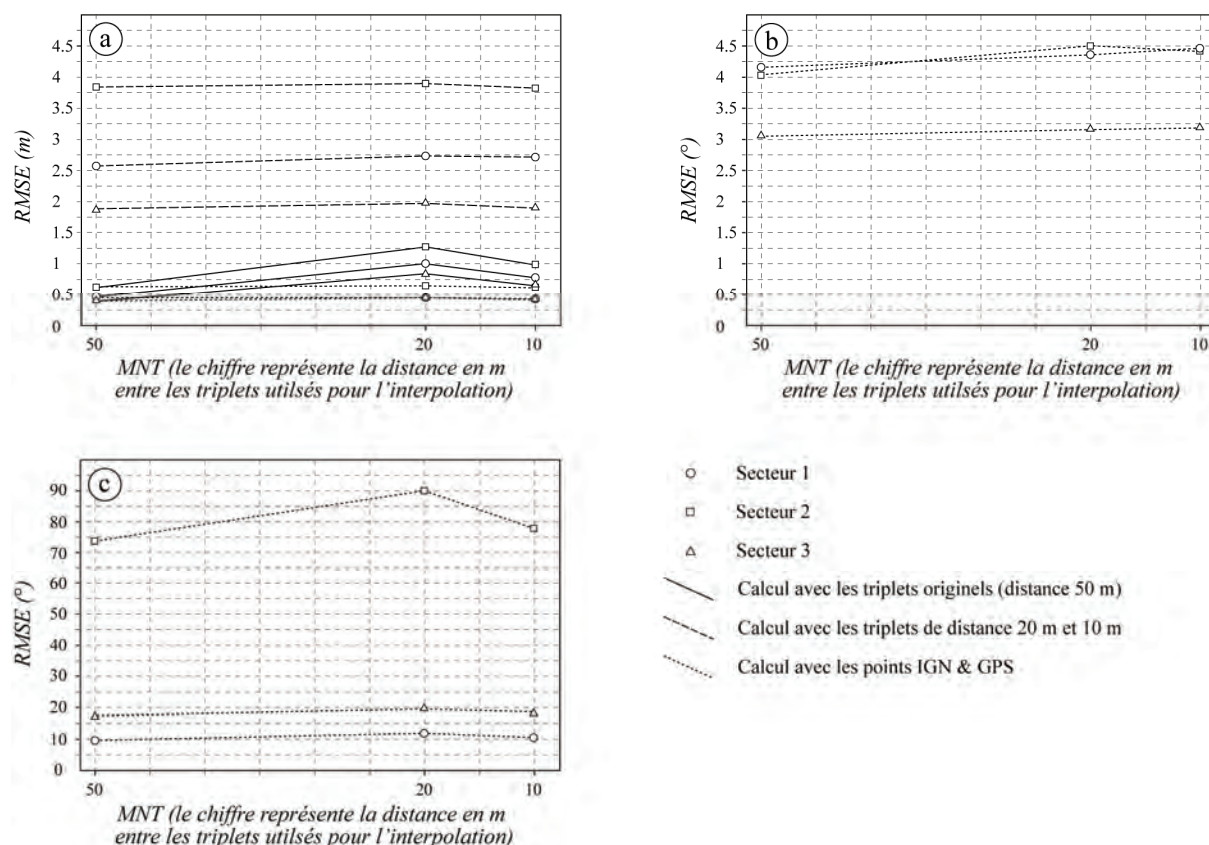 a
4.5
4
3.5
3
2.5
2
1.5
1
0.5
0
RMSE (m)
50
20
10
MNT (le chiffre représente la distance en m
entre les triplets utilsés pour l'interpolation)
b
4.5
4
3.5
3
2.5
2
1.5
1
0.5
0
RMSE (°)
50
20
10
MNT (le chiffre représente la distance en m
entre les triplets utilsés pour l'interpolation)
c
90
80
70
60
50
40
30
20
10
0
RMSE (°)
50
20
10
MNT (le chiffre représente la distance en m
entre les triplets utilsés pour l'interpolation)
Secteur 1
Secteur 2
Secteur 3
Calcul avec les triplets originels (distance 50 m)
Calcul avec les triplets de distance 20 m et 10 m
Calcul avec les points IGN & GPS